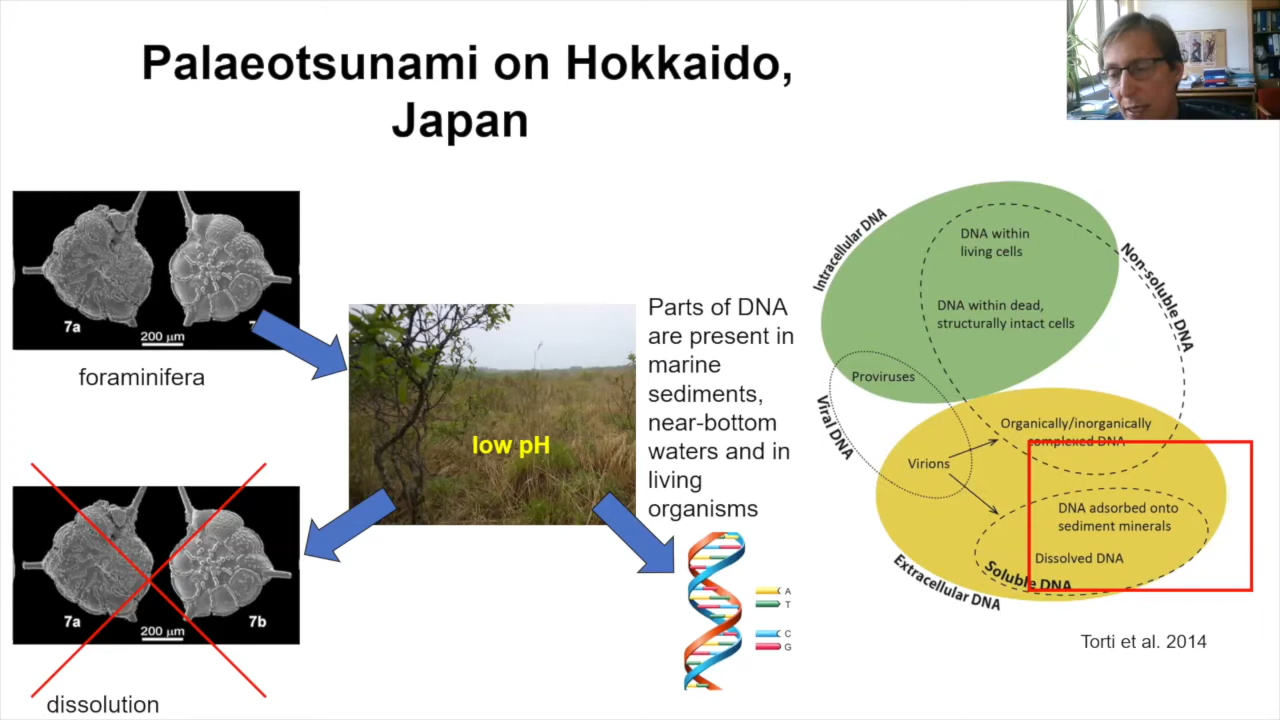 Palaeotsunami on Hokkaido,
Japan
7a
200 µm
foraminifera
low pH
7a
200 µm
7b
dissolution
Parts of DNA
are present in
marine
sediments,
near-bottom
waters and in
living
organisms
A
T
C
G
Intracellular DNA
DNA within
living cells
Non-soluble DNA
DNA within dead,
structurally intact cells
Proviruses
Viral DNA
Organically/inorganically
complexed DNA
Virions
DNA adsorbed onto
sediment minerals
Dissolved DNA
Soluble DNA
Extracellular DNA
Torti et al. 2014